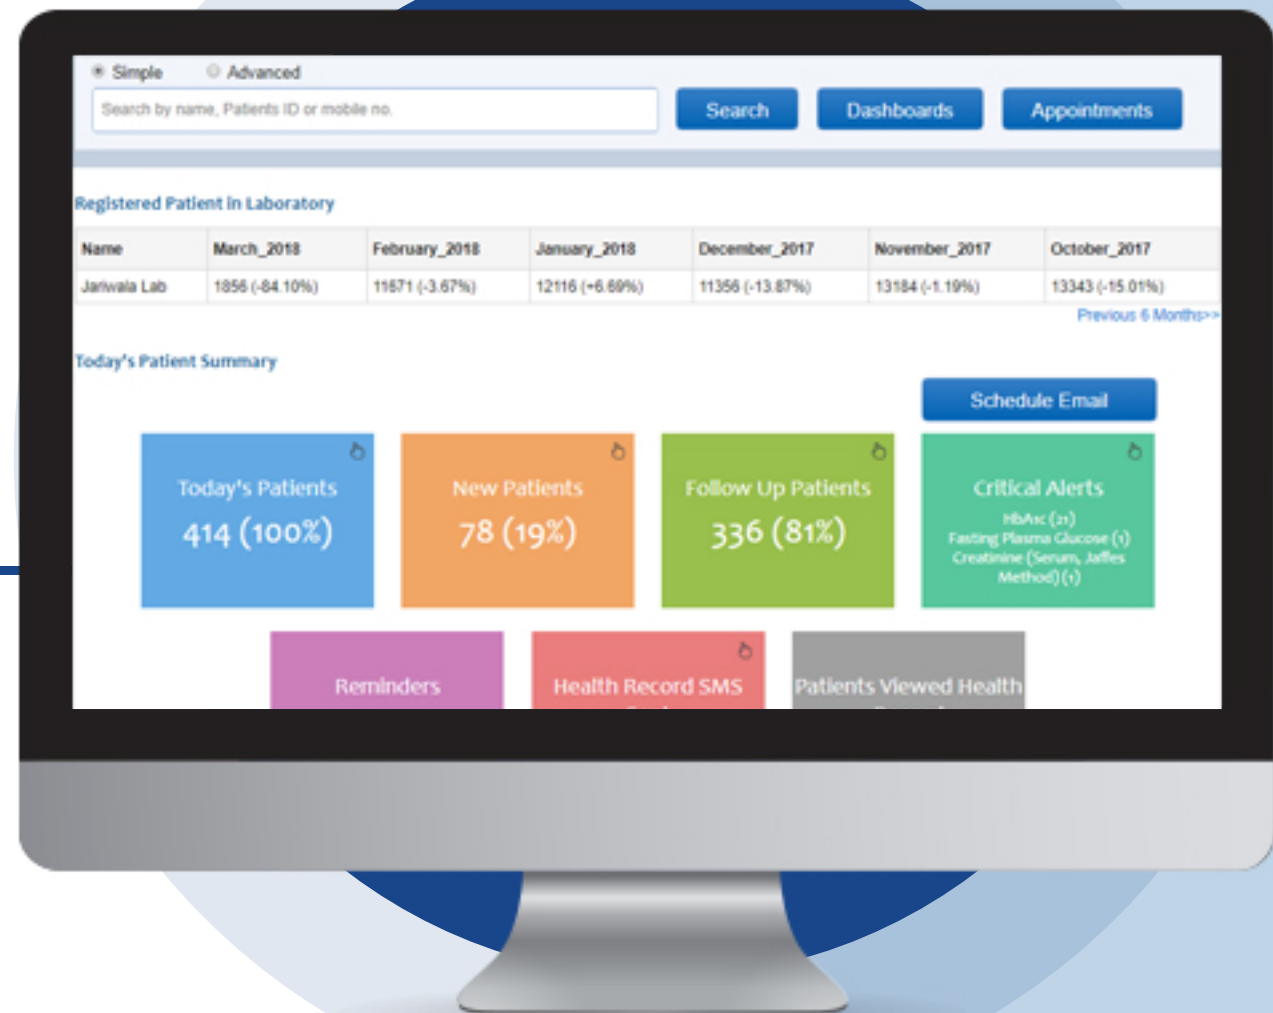 Simple Advanced
Search by name, Patients ID or mobile no. Search Dashboards Appointments
Registered Patient in Laboratory
Name March_2018 February_2018 January_2018 December_2017 November_2017 October_2017
Jariwala Lab 1856 (-84.10%) 11671 (-3.67%) 12116 (+6.69%) 11356 (-13.87%) 13184 (-1.19%) 13343 (-15.01%)
Previous 6 Months>>
Today's Patient Summary
Schedule Email
Today's Patients
414 (100%)
New Patients
78 (19%)
Follow Up Patients
336 (81%)
Critical Alerts
HbA1c (21)
Fasting Plasma Glucose (1)
Creatinine (Serum, Jaffes
Method) (1)
Reminders
Health Record SMS
Patients Viewed Health